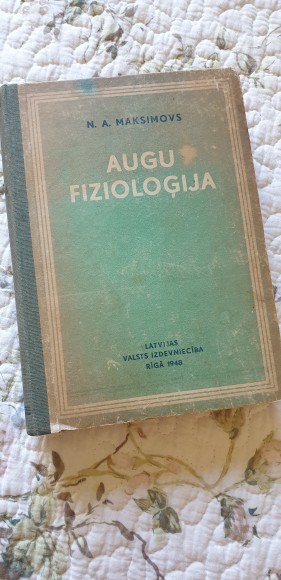 N. A. MAKSIMOVS
AUGU
FIZIOLOĢIJA
LATVIJAS
VALSTS IZDEVNIECĪBA
RĪGĀ 1948